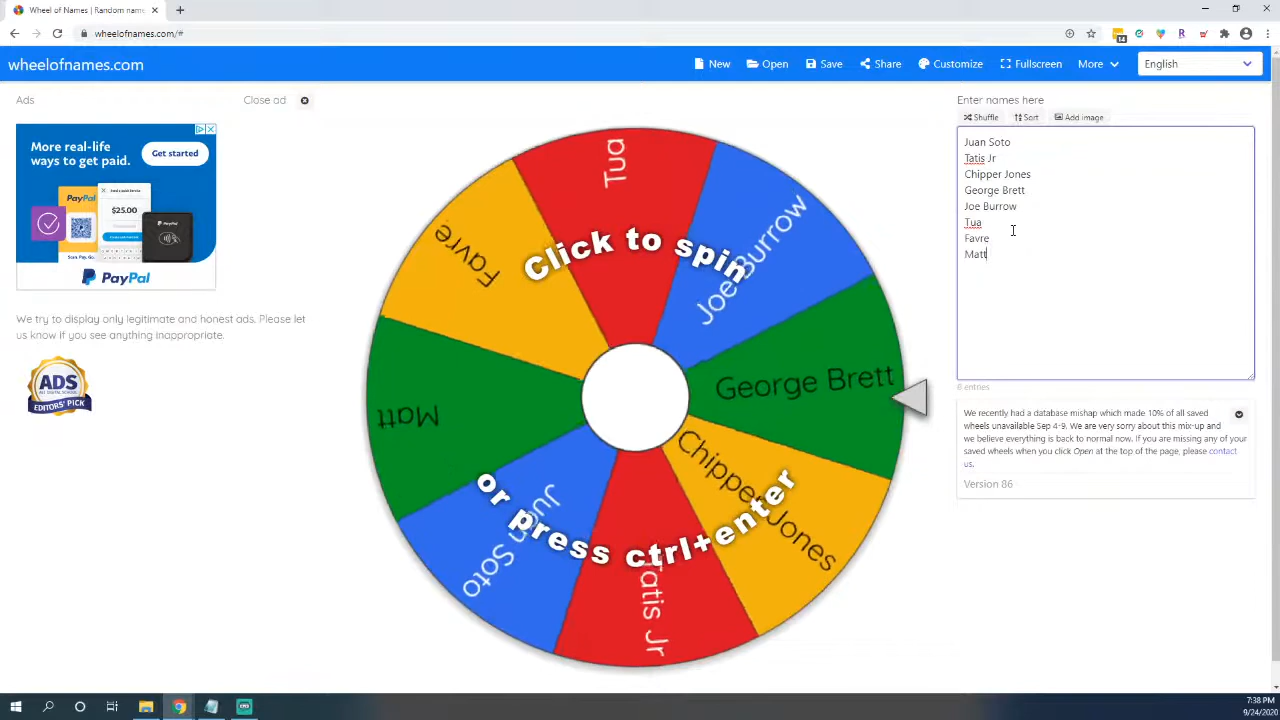 Wheel of Names | Random name
wheelofnames.com/#
14
R
wheelofnames.com
New
Open
Save
Share
Customize
Fullscreen
More
English
Ads
Close ad
More real-life
ways to get paid.
Get started
PayPal
$25.00
PayPal
We try to display only legitimate and honest ads. Please let
us know if you see anything inappropriate.
ADS
EDITORS' PICK
Tua
Joe Burrow
George Brett
Chipper Jones
Tatis Jr
Juan Soto
Matt
Favre
Click to spin
or press ctrl+enter
Enter names here
Shuffle
Sort
Add image
Juan Soto
Tatis Jr
Chipper Jones
George Brett
Joe Burrow
Tua
Favre
Matt
We recently had a database mishap which made 10% of all saved
wheels unavailable Sep 4-9. We are very sorry about this mix-up and
we believe everything is back to normal now. If you are missing any of your
saved wheels when you click Open at the top of the page, please contact
us.
Version 86
7:38 PM
9/24/2020